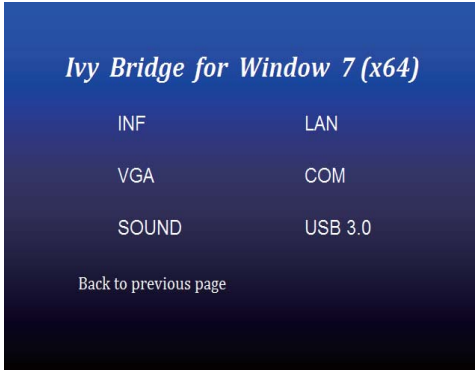 Ivy Bridge for Window 7 (x64)
INF LAN
VGA COM
SOUND USB 3.0
Back to previous page